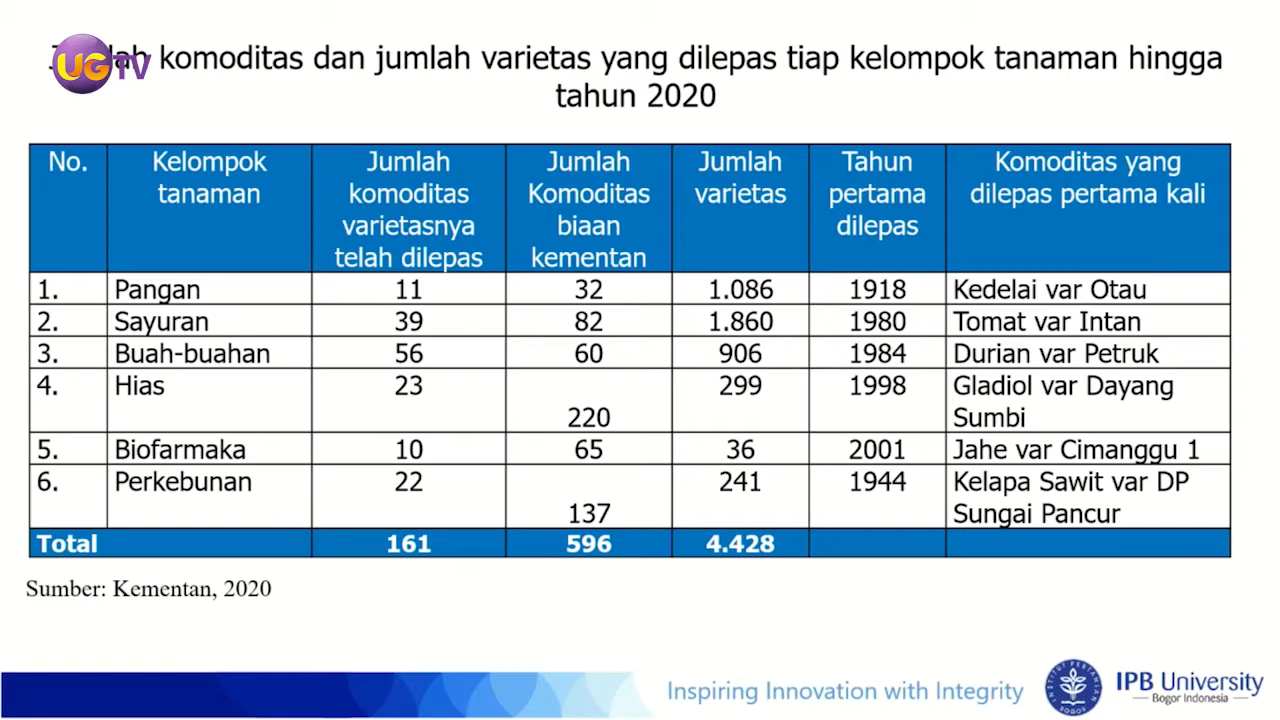 UGTV
komoditas dan jumlah varietas yang dilepas tiap kelompok tanaman hingga
tahun 2020
No. Kelompok tanaman Jumlah komoditas varietasnya telah dilepas Jumlah Komoditas biaan kementan Jumlah varietas Tahun pertama dilepas Komoditas yang dilepas pertama kali
1. Pangan 11 32 1.086 1918 Kedelai var Otau
2. Sayuran 39 82 1.860 1980 Tomat var Intan
3. Buah-buahan 56 60 906 1984 Durian var Petruk
4. Hias 23 220 299 1998 Gladiol var Dayang Sumbi
5. Biofarmaka 10 65 36 2001 Jahe var Cimanggu 1
6. Perkebunan 22 137 241 1944 Kelapa Sawit var DP Sungai Pancur
Total 161 596 4.428
Sumber: Kementan, 2020
Inspiring Innovation with Integrity
INSTITUT PERTANIAN BOGOR
IPB University
Bogor Indonesia